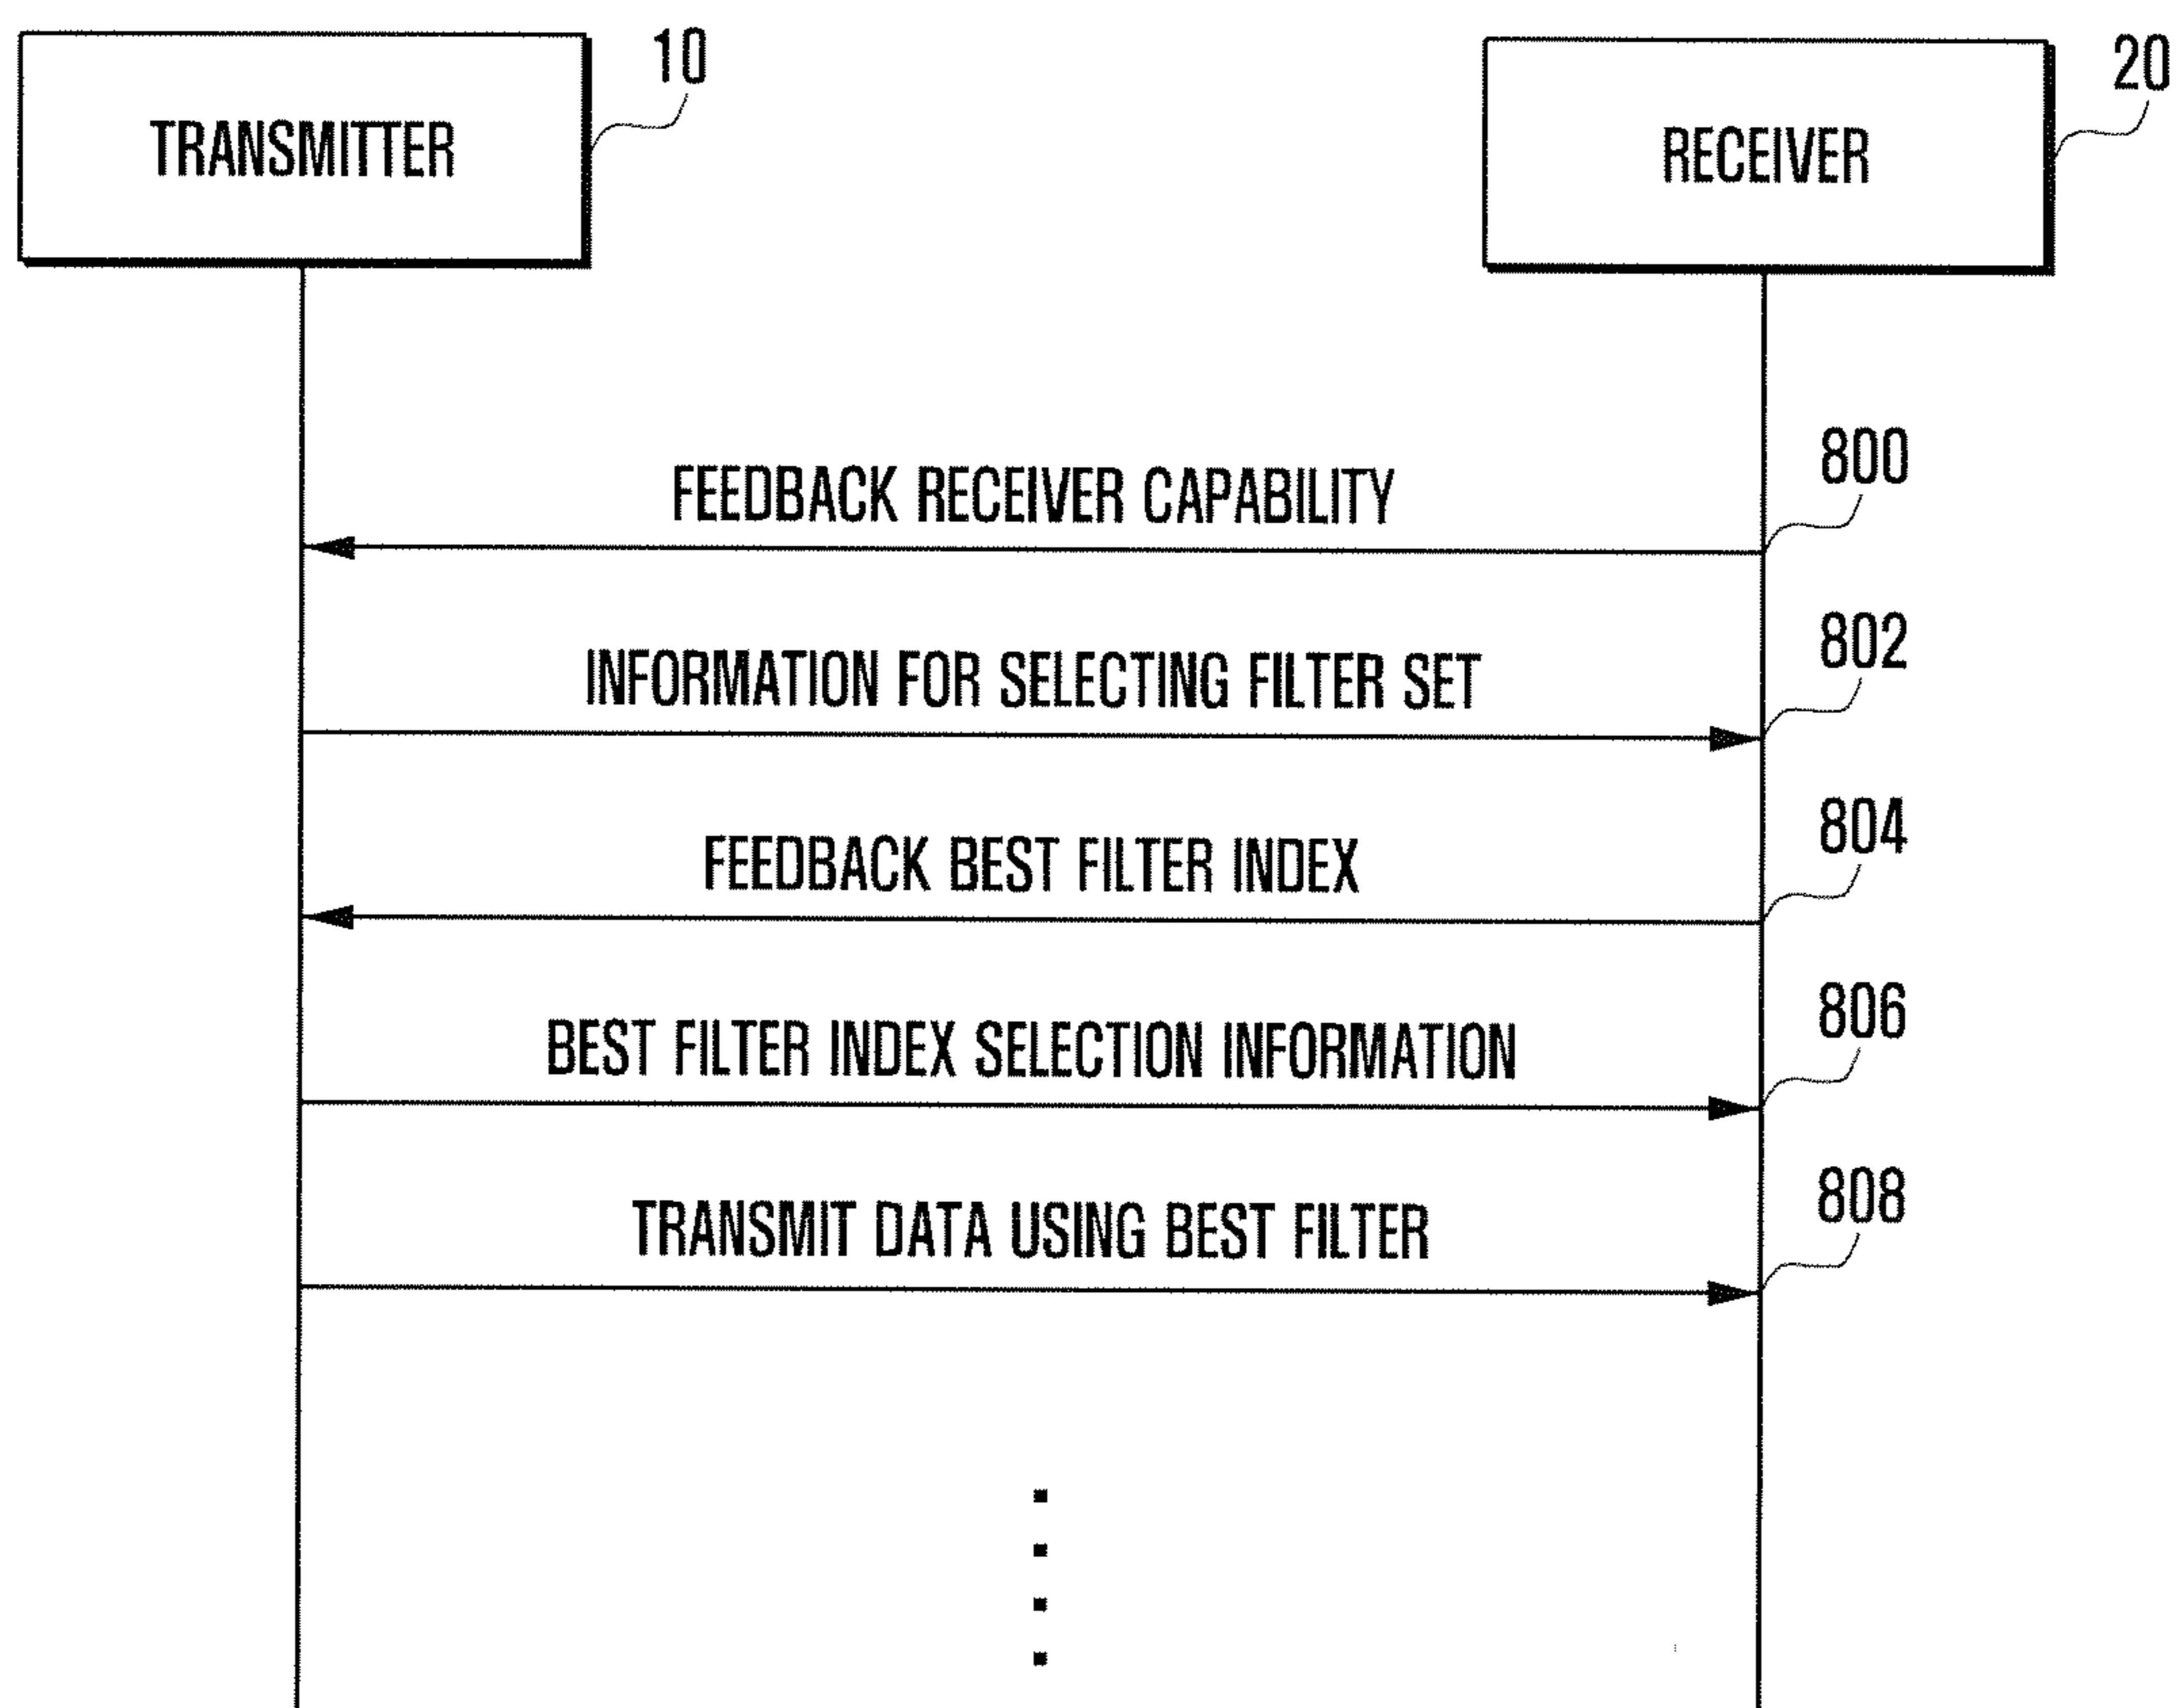 10
20
TRANSMITTER
RECEIVER
800
FEEDBACK RECEIVER CAPABILITY
802
INFORMATION FOR SELECTING FILTER SET
804
FEEDBACK BEST FILTER INDEX
806
BEST FILTER INDEX SELECTION INFORMATION
808
TRANSMIT DATA USING BEST FILTER